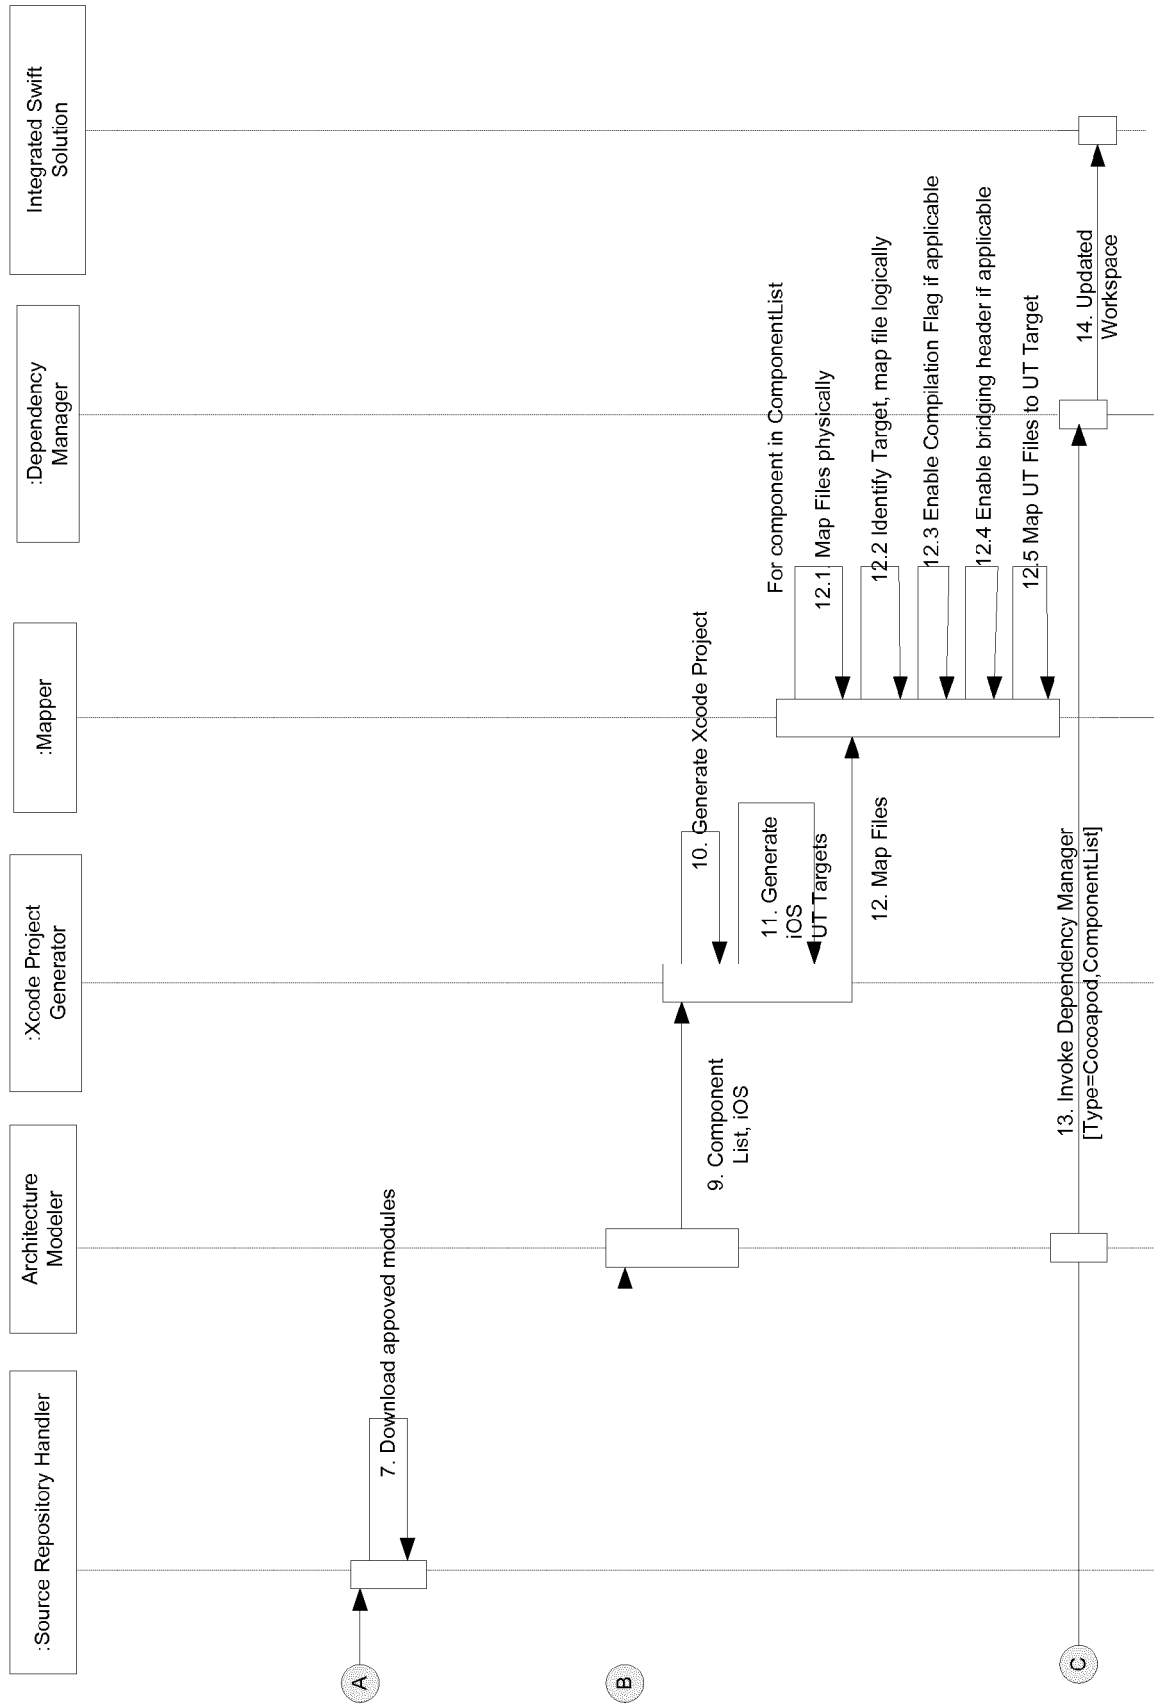 :Source Repository Handler
Architecture
Modeler
:Xcode Project
Generator
:Mapper
:Dependency
Manager
Integrated Swift
Solution
A
7. Download appoved modules
B
9. Component
List, iOS
10. Generate Xcode Project
11. Generate
iOS
UT Targets
12. Map Files
For component in ComponentList
12.1. Map Files physically
12.2 Identify Target, map file logically
12.3 Enable Compilation Flag if applicable
12.4 Enable bridging header if applicable
12.5 Map UT Files to UT Target
C
13. Invoke Dependency Manager
[Type=Cocoapod,ComponentList]
14. Updated
Workspace